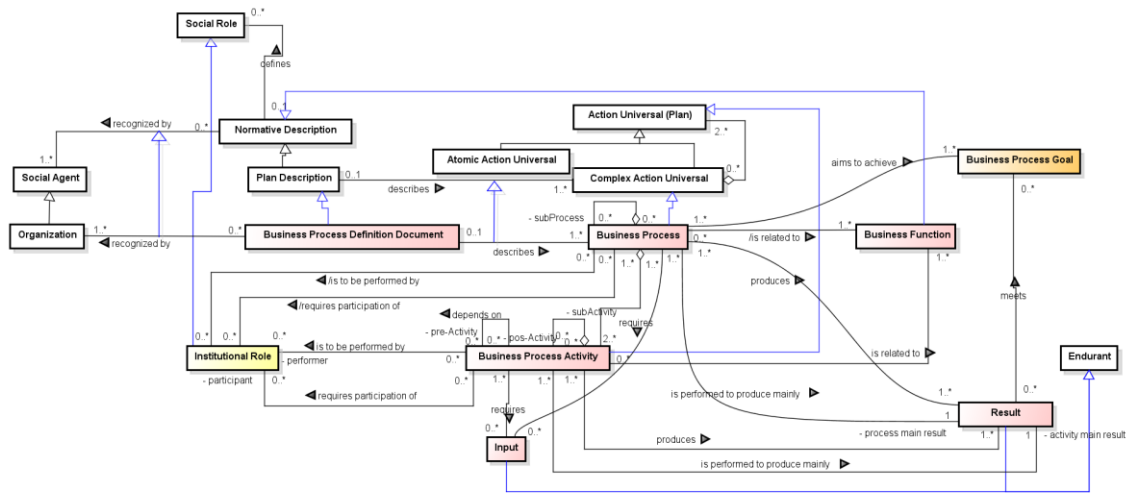 Social Role
0..*
defines
0..1
recognized by
0..*
Normative Description
Action Universal (Plan)
2..*
1..*
Atomic Action Universal
aims to achieve
1..*
Business Process Goal
Social Agent
Plan Description
0..1
describes
1..*
Complex Action Universal
0..*
0..*
- subProcess
0..*
0..*
1..*
Organization
1..*
recognized by
0..*
Business Process Definition Document
0..1
describes
1..*
Business Process
0..*
/is related to
1..*
Business Function
0..*
0..*
1..*
1..*
1..*
1..*
/is to be performed by
produces
/requires participation of
meets
depends on
- subActivity
requires
- pre-Activity
0..*
0..*
- pos-Activity
0..*
0..*
2..*
0..*
0..*
0..*
is to be performed by
0..*
is related to
Endurant
Institutional Role
- performer
0..*
Business Process Activity
0..*
- participant
0..*
requires participation of
0..*
1..*
1..*
1..*
is performed to produce mainly
1..*
0..*
Result
requires
1
0..*
0..*
- process main result
1..*
1
- activity main result
Input
produces
is performed to produce mainly